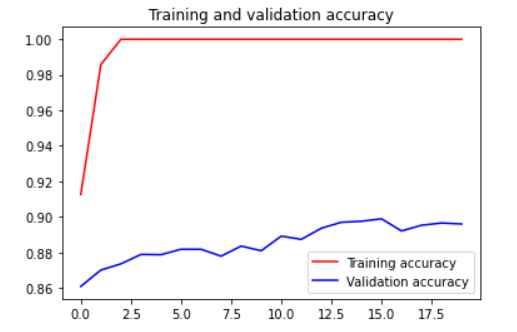 Training and validation accuracy
1.00
0.98
0.96
0.94
0.92
0.90
0.88
0.86
Training accuracy
Validation accuracy
0.0 2.5 5.0 7.5 10.0 12.5 15.0 17.5